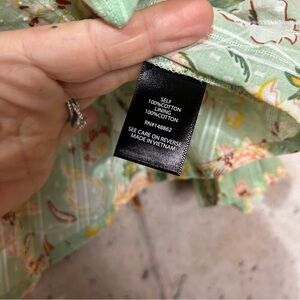 SELF
100%COTTON
LINING
100%COTTON
RN#148862
SEE CARE ON REVERSE
MADE IN VIETNAM